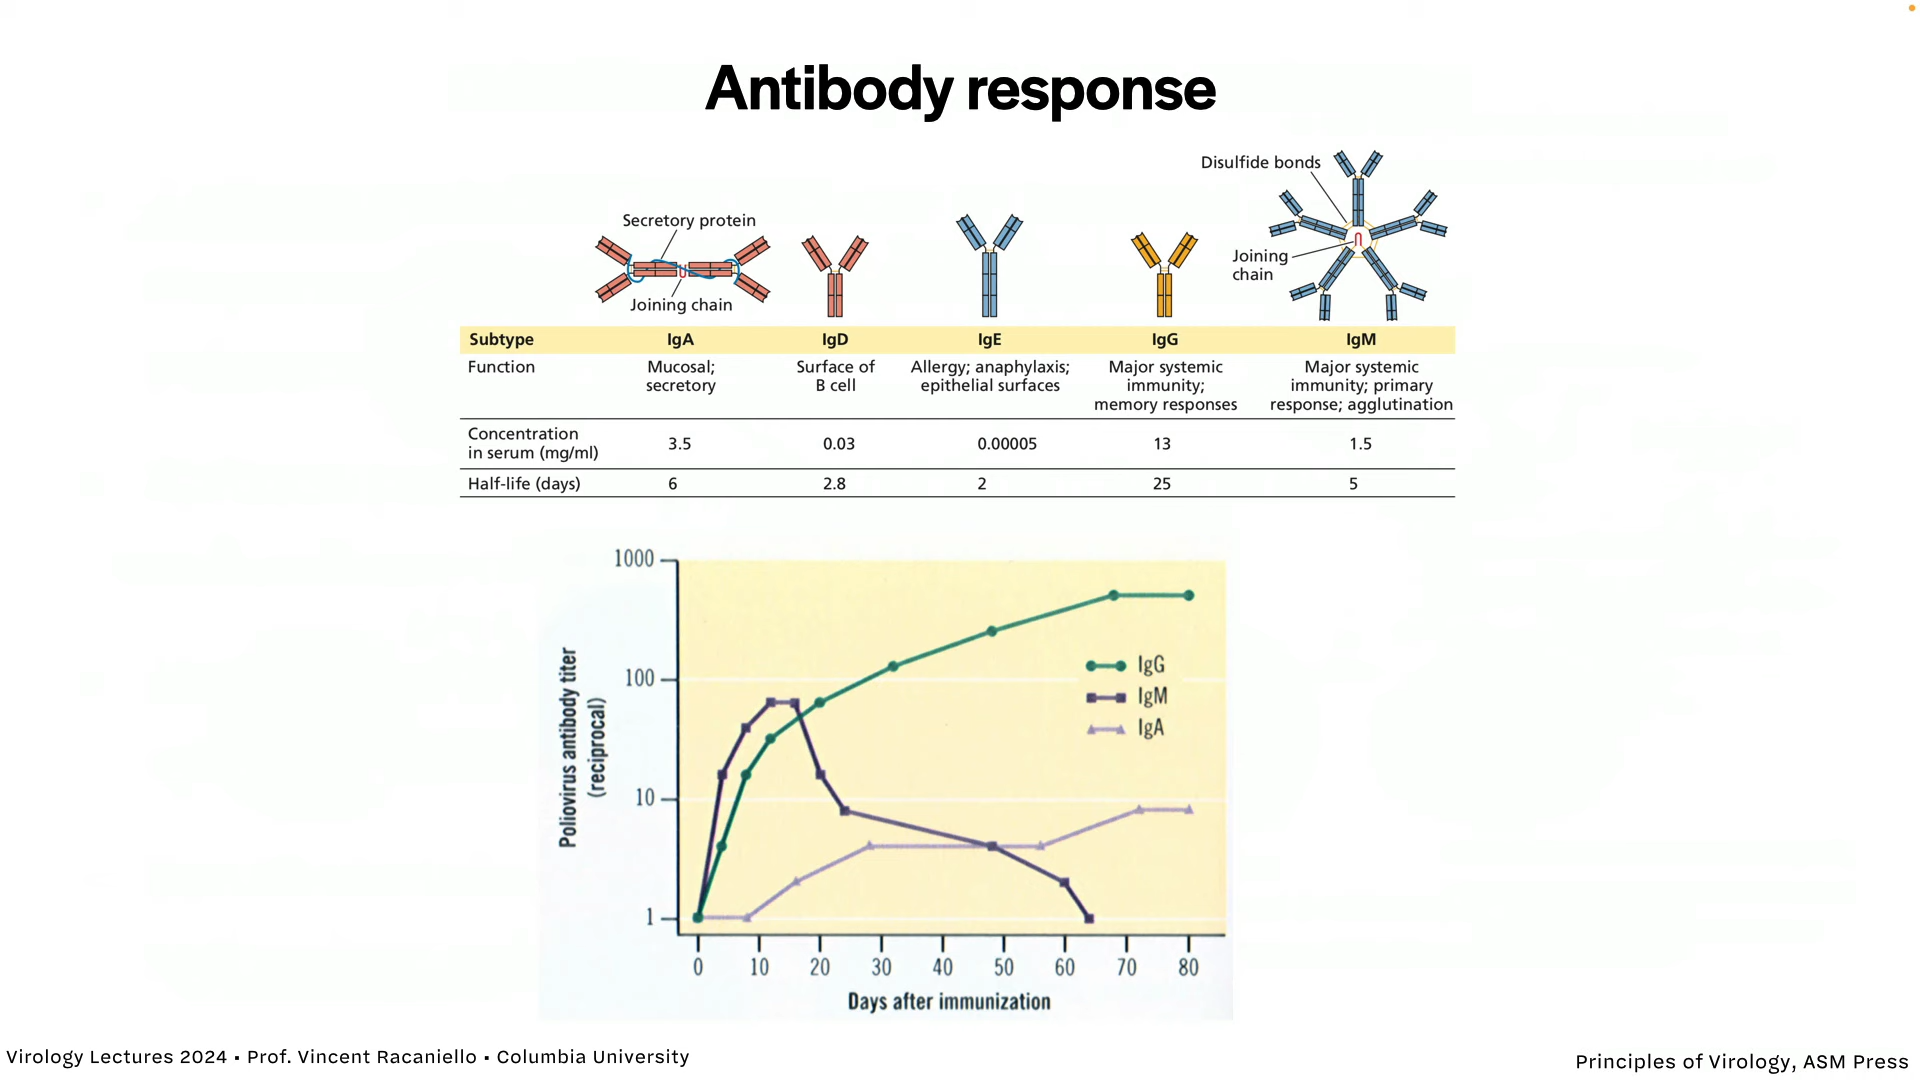 Antibody response
Disulfide bonds
Secretory protein
Joining
chain
Joining chain
Subtype IgA IgD IgE IgG IgM
Function Mucosal; Surface of Allergy; anaphylaxis; Major systemic Major systemic
secretory B cell epithelial surfaces immunity; immunity; primary
memory responses response; agglutination
Concentration
in serum (mg/ml) 3.5 0.03 0.00005 13 1.5
Half-life (days) 6 2.8 2 25 5
Poliovirus antibody titer
(reciprocal)
1000
100
10
1
IgG
IgM
IgA
0 10 20 30 40 50 60 70 80
Days after immunization
Virology Lectures 2024 • Prof. Vincent Racaniello • Columbia University
Principles of Virology, ASM Press